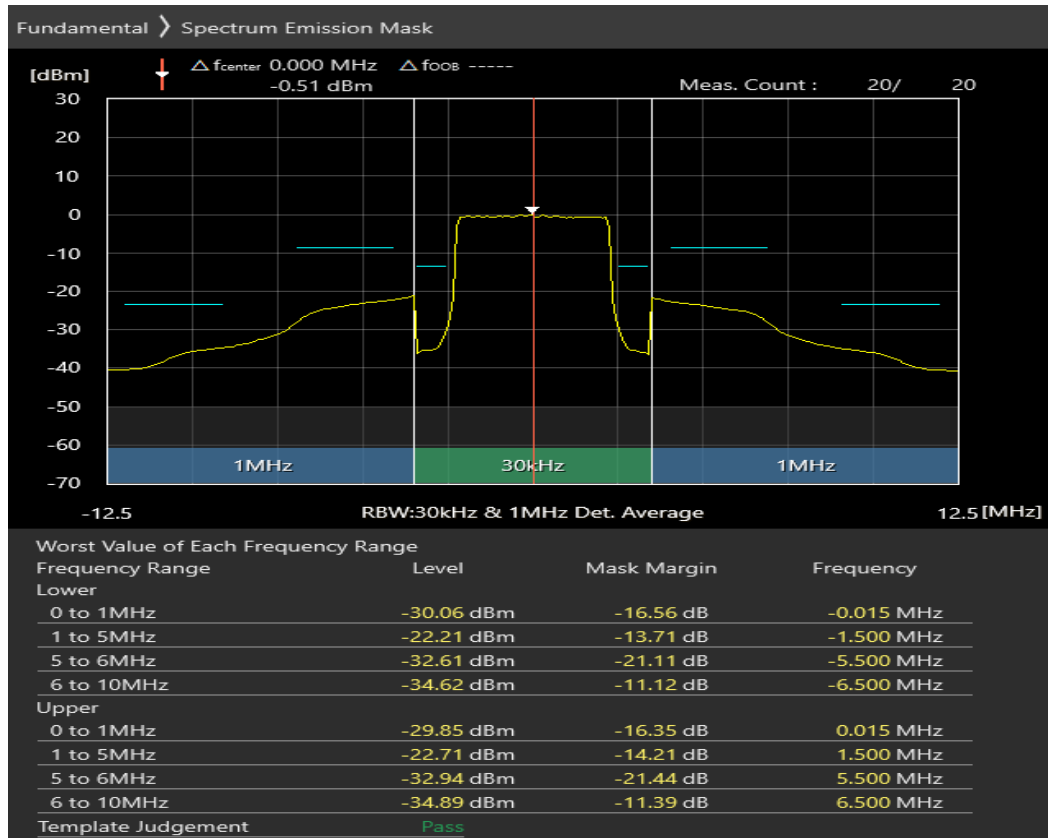 Fundamental ❯ Spectrum Emission Mask
[dBm] △ fcenter 0.000 MHz △ fOOB -----
-0.51 dBm Meas. Count : 20/ 20
30
20
10
0
-10
-20
-30
-40
-50
-60
1MHz 30kHz 1MHz
-70
-12.5 RBW:30kHz & 1MHz Det. Average 12.5 [MHz]
Worst Value of Each Frequency Range
Frequency Range Level Mask Margin Frequency
Lower
0 to 1MHz -30.06 dBm -16.56 dB -0.015 MHz
1 to 5MHz -22.21 dBm -13.71 dB -1.500 MHz
5 to 6MHz -32.61 dBm -21.11 dB -5.500 MHz
6 to 10MHz -34.62 dBm -11.12 dB -6.500 MHz
Upper
0 to 1MHz -29.85 dBm -16.35 dB 0.015 MHz
1 to 5MHz -22.71 dBm -14.21 dB 1.500 MHz
5 to 6MHz -32.94 dBm -21.44 dB 5.500 MHz
6 to 10MHz -34.89 dBm -11.39 dB 6.500 MHz
Template Judgement Pass